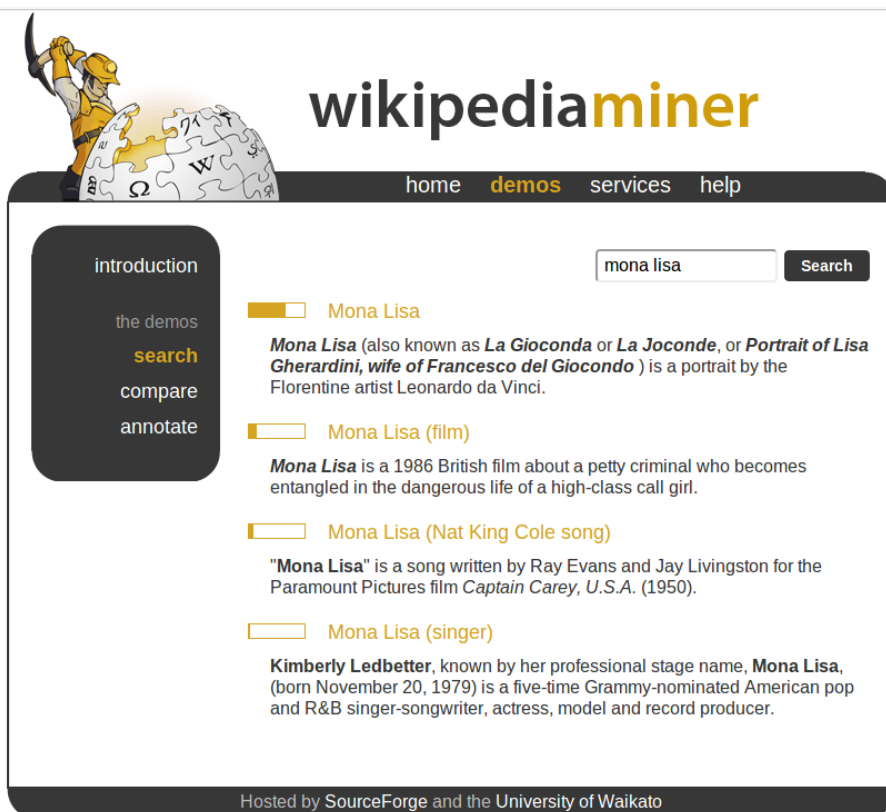 wikipediaminer
home demos services help
introduction
the demos
search
compare
annotate
mona lisa Search
Mona Lisa
Mona Lisa (also known as La Gioconda or La Joconde, or Portrait of Lisa
Gherardini, wife of Francesco del Giocondo ) is a portrait by the
Florentine artist Leonardo da Vinci.
Mona Lisa (film)
Mona Lisa is a 1986 British film about a petty criminal who becomes
entangled in the dangerous life of a high-class call girl.
Mona Lisa (Nat King Cole song)
"Mona Lisa" is a song written by Ray Evans and Jay Livingston for the
Paramount Pictures film Captain Carey, U.S.A. (1950).
Mona Lisa (singer)
Kimberly Ledbetter, known by her professional stage name, Mona Lisa,
(born November 20, 1979) is a five-time Grammy-nominated American pop
and R&B singer-songwriter, actress, model and record producer.
Hosted by SourceForge and the University of Waikato